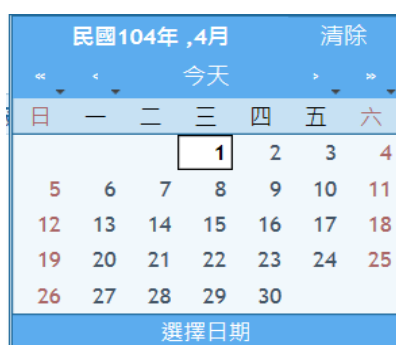 民國104年 ,4月 清除
« ‹ 今天 › »
日 一 二 三 四 五 六
1 2 3 4
5 6 7 8 9 10 11
12 13 14 15 16 17 18
19 20 21 22 23 24 25
26 27 28 29 30
選擇日期